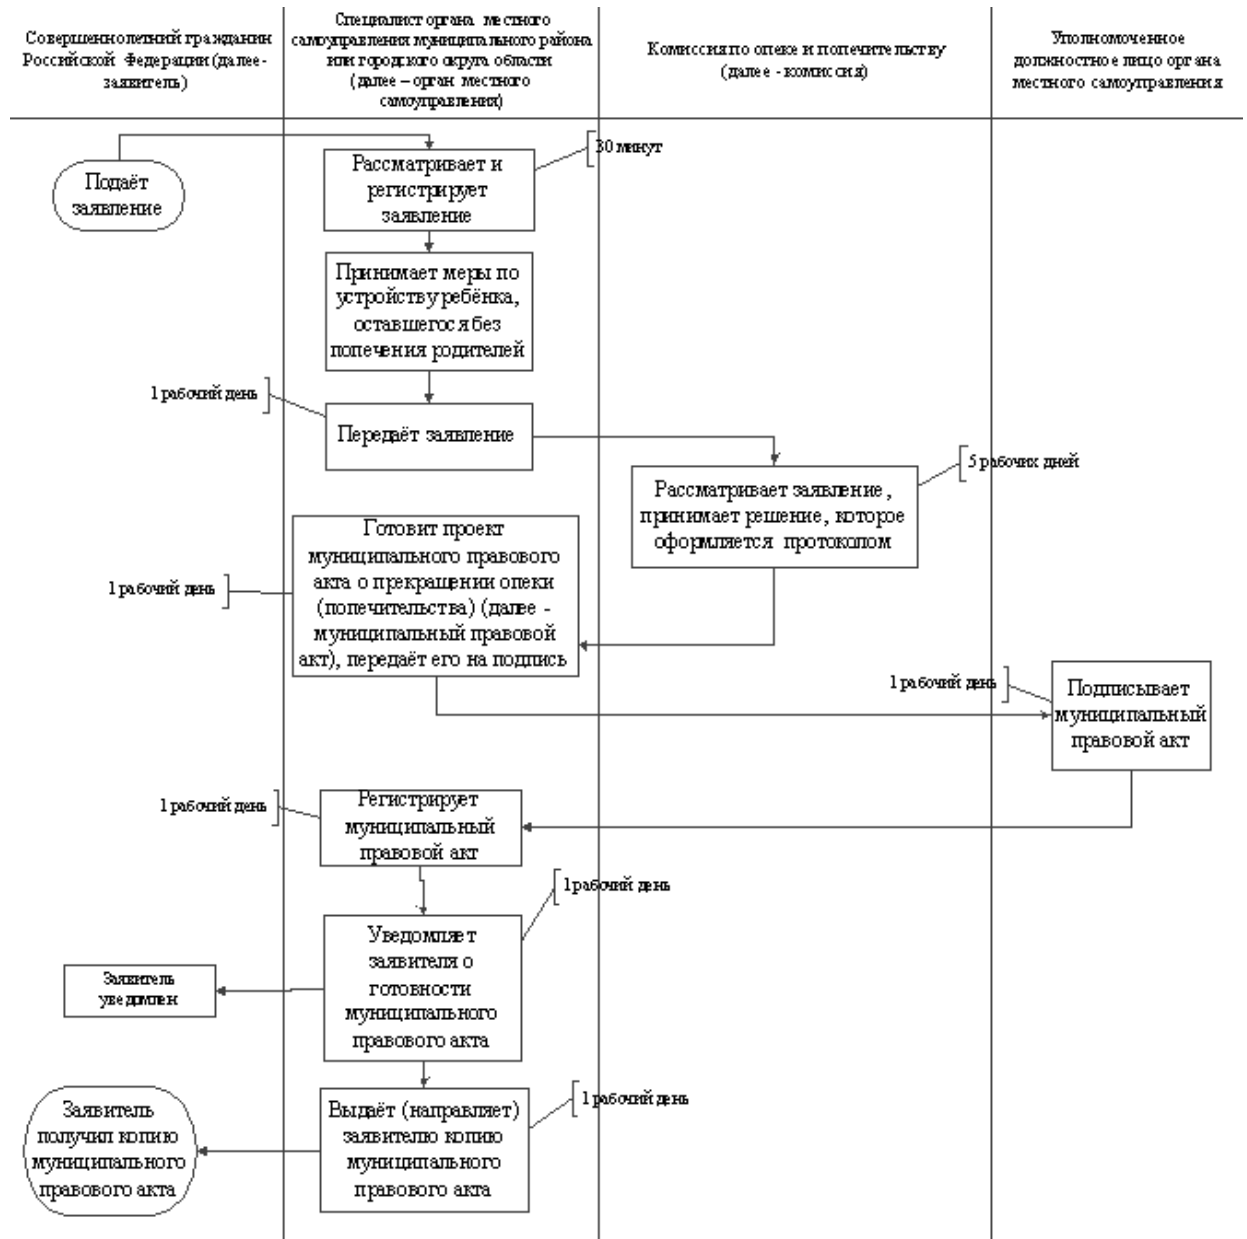 Совершеннолетний гражданин
Российской Федерации (далее-
заявитель)
Специалист органа местного
самоуправления муниципального района
или городского округа области
(далее – орган местного
самоуправления)
Комиссия по опеке и попечительству
(далее - комиссия)
Уполномоченное
должностное лицо органа
местного самоуправления
Подаёт
заявление
Рассматривает и
регистрирует
заявление
30 минут
Принимает меры по
устройству ребёнка,
оставшегося без
попечения родителей
1 рабочий день
Передаёт заявление
5 рабочих дней
Рассматривает заявление,
принимает решение, которое
оформляется протоколом
Готовит проект
муниципального правового
акта о прекращении опеки
(попечительства) (далее -
муниципальный правовой
акт), передаёт его на подпись
1 рабочий день
1 рабочий день
Подписывает
муниципальный
правовой акт
1 рабочий день
Регистрирует
муниципальный
правовой акт
1 рабочий день
Уведомляет
заявителя о
готовности
муниципального
правового акта
Заявитель
уведомлен
Выдаёт (направляет)
заявителю копию
муниципального
правового акта
1 рабочий день
Заявитель
получил копию
муниципального
правового акта